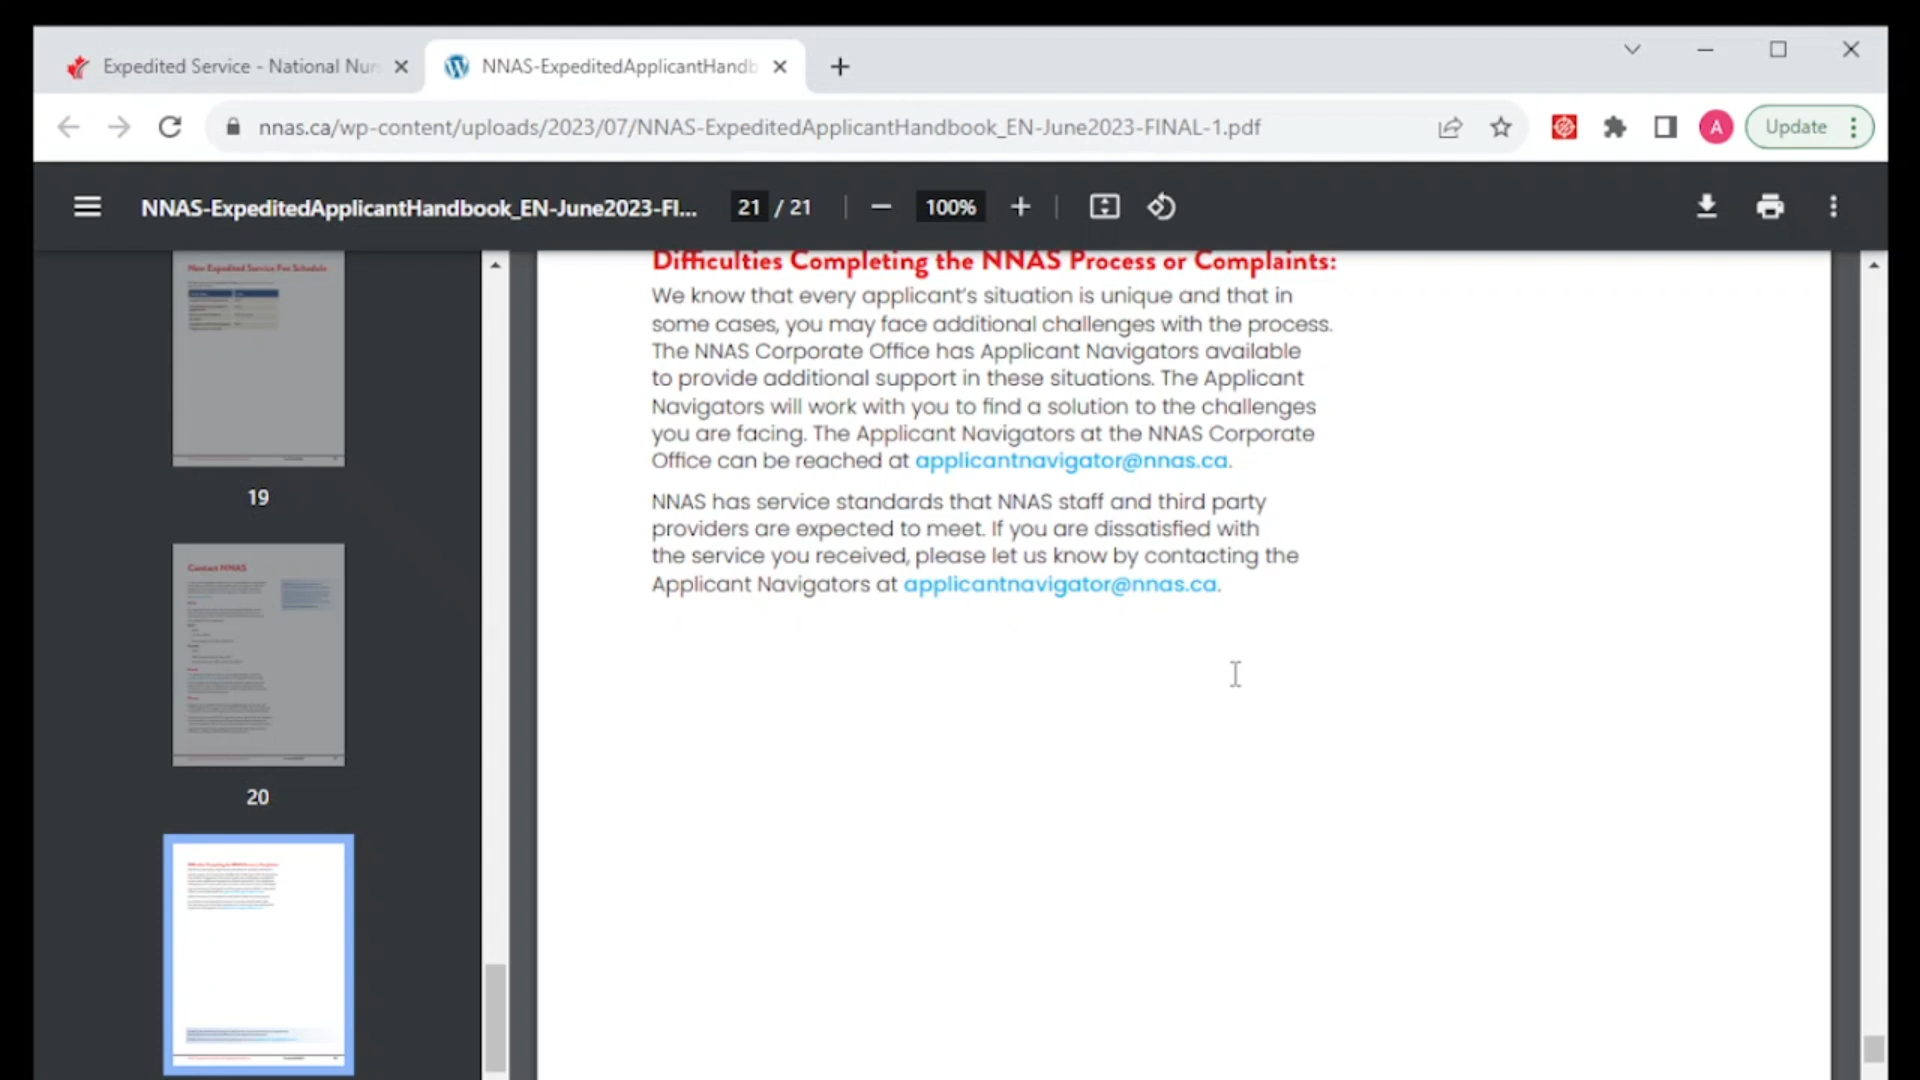 Expedited Service - National Nur
NNAS-ExpeditedApplicantHandb
nnas.ca/wp-content/uploads/2023/07/NNAS-ExpeditedApplicantHandbook_EN-June2023-FINAL-1.pdf
A
Update
NNAS-ExpeditedApplicantHandbook_EN-June2023-FI...
21 / 21
100%
New Expedited Service Fee Schedule
19
Contact NNAS
20
Difficulties Completing the NNAS Process or Complaints:
We know that every applicant's situation is unique and that in
some cases, you may face additional challenges with the process.
The NNAS Corporate Office has Applicant Navigators available
to provide additional support in these situations. The Applicant
Navigators will work with you to find a solution to the challenges
you are facing. The Applicant Navigators at the NNAS Corporate
Office can be reached at applicantnavigator@nnas.ca.
NNAS has service standards that NNAS staff and third party
providers are expected to meet. If you are dissatisfied with
the service you received, please let us know by contacting the
Applicant Navigators at applicantnavigator@nnas.ca.